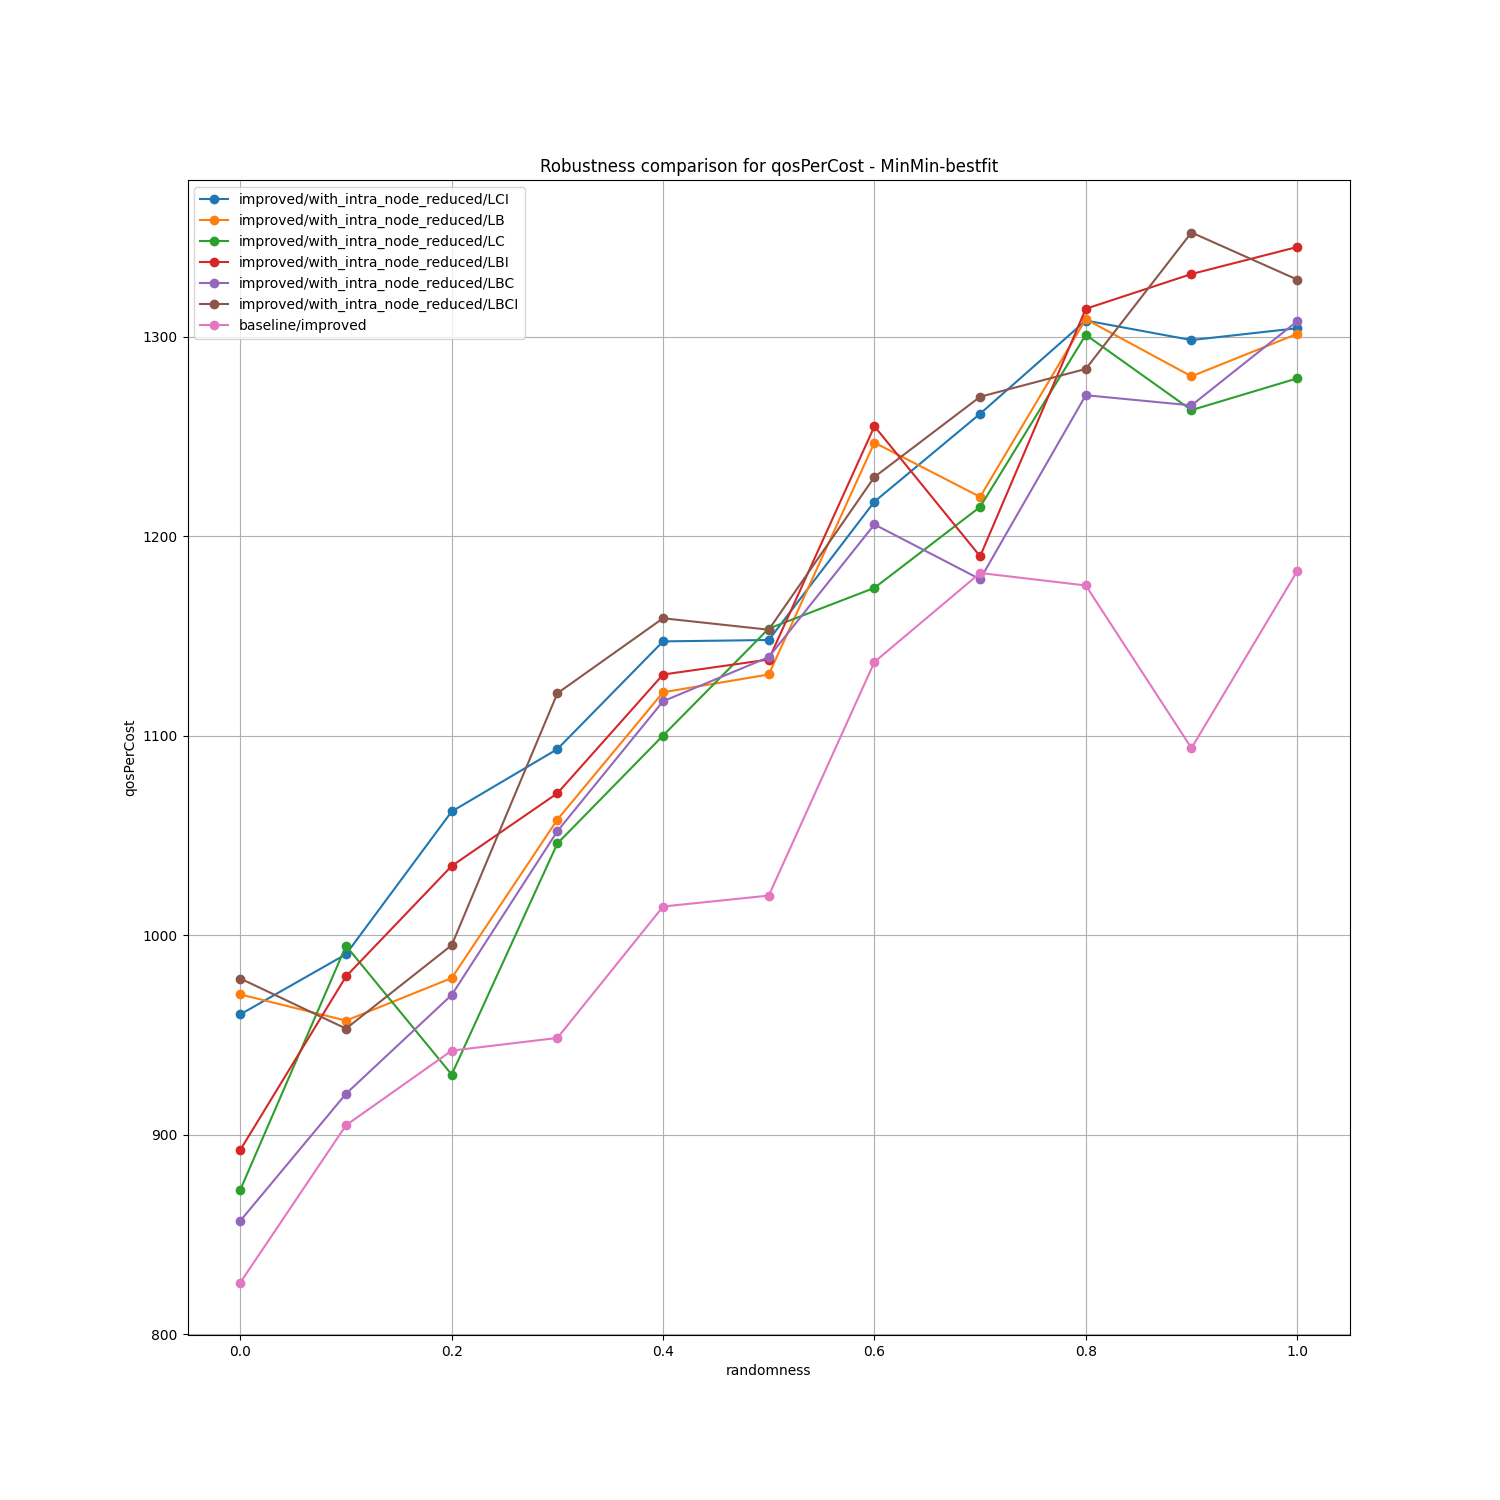 Robustness comparison for qosPerCost - MinMin-bestfit
improved/with_intra_node_reduced/LCI
improved/with_intra_node_reduced/LB
improved/with_intra_node_reduced/LC
improved/with_intra_node_reduced/LBI
improved/with_intra_node_reduced/LBC
improved/with_intra_node_reduced/LBCI
baseline/improved
1300
1200
1100
1000
900
800
qosPerCost
0.0 0.2 0.4 0.6 0.8 1.0
randomness